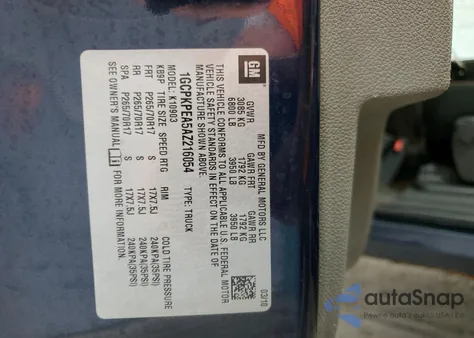 GM
MFD BY GENERAL MOTORS LLC 03/10
GVWR GAWR FRT GAWR RR
3085 KG 1792 KG 1792 KG
6800 LB 3950 LB 3950 LB
THIS VEHICLE CONFORMS TO ALL APPLICABLE U.S. FEDERAL MOTOR
VEHICLE SAFETY STANDARDS IN EFFECT ON THE DATE OF
MANUFACTURE SHOWN ABOVE.
1GCPKPEA5AZ216054 TYPE: TRUCK
MODEL: K10903
KB9P TIRE SIZE SPEED RTG RIM COLD TIRE PRESSURE
FRT P265/70R17 S 17X7.5J 240KPA(35PSI)
RR P265/70R17 S 17X7.5J 240KPA(35PSI)
SPA P265/70R17 S 17X7.5J 240KPA(35PSI)
SEE OWNER'S MANUAL FOR MORE INFORMATION.
autoSnap